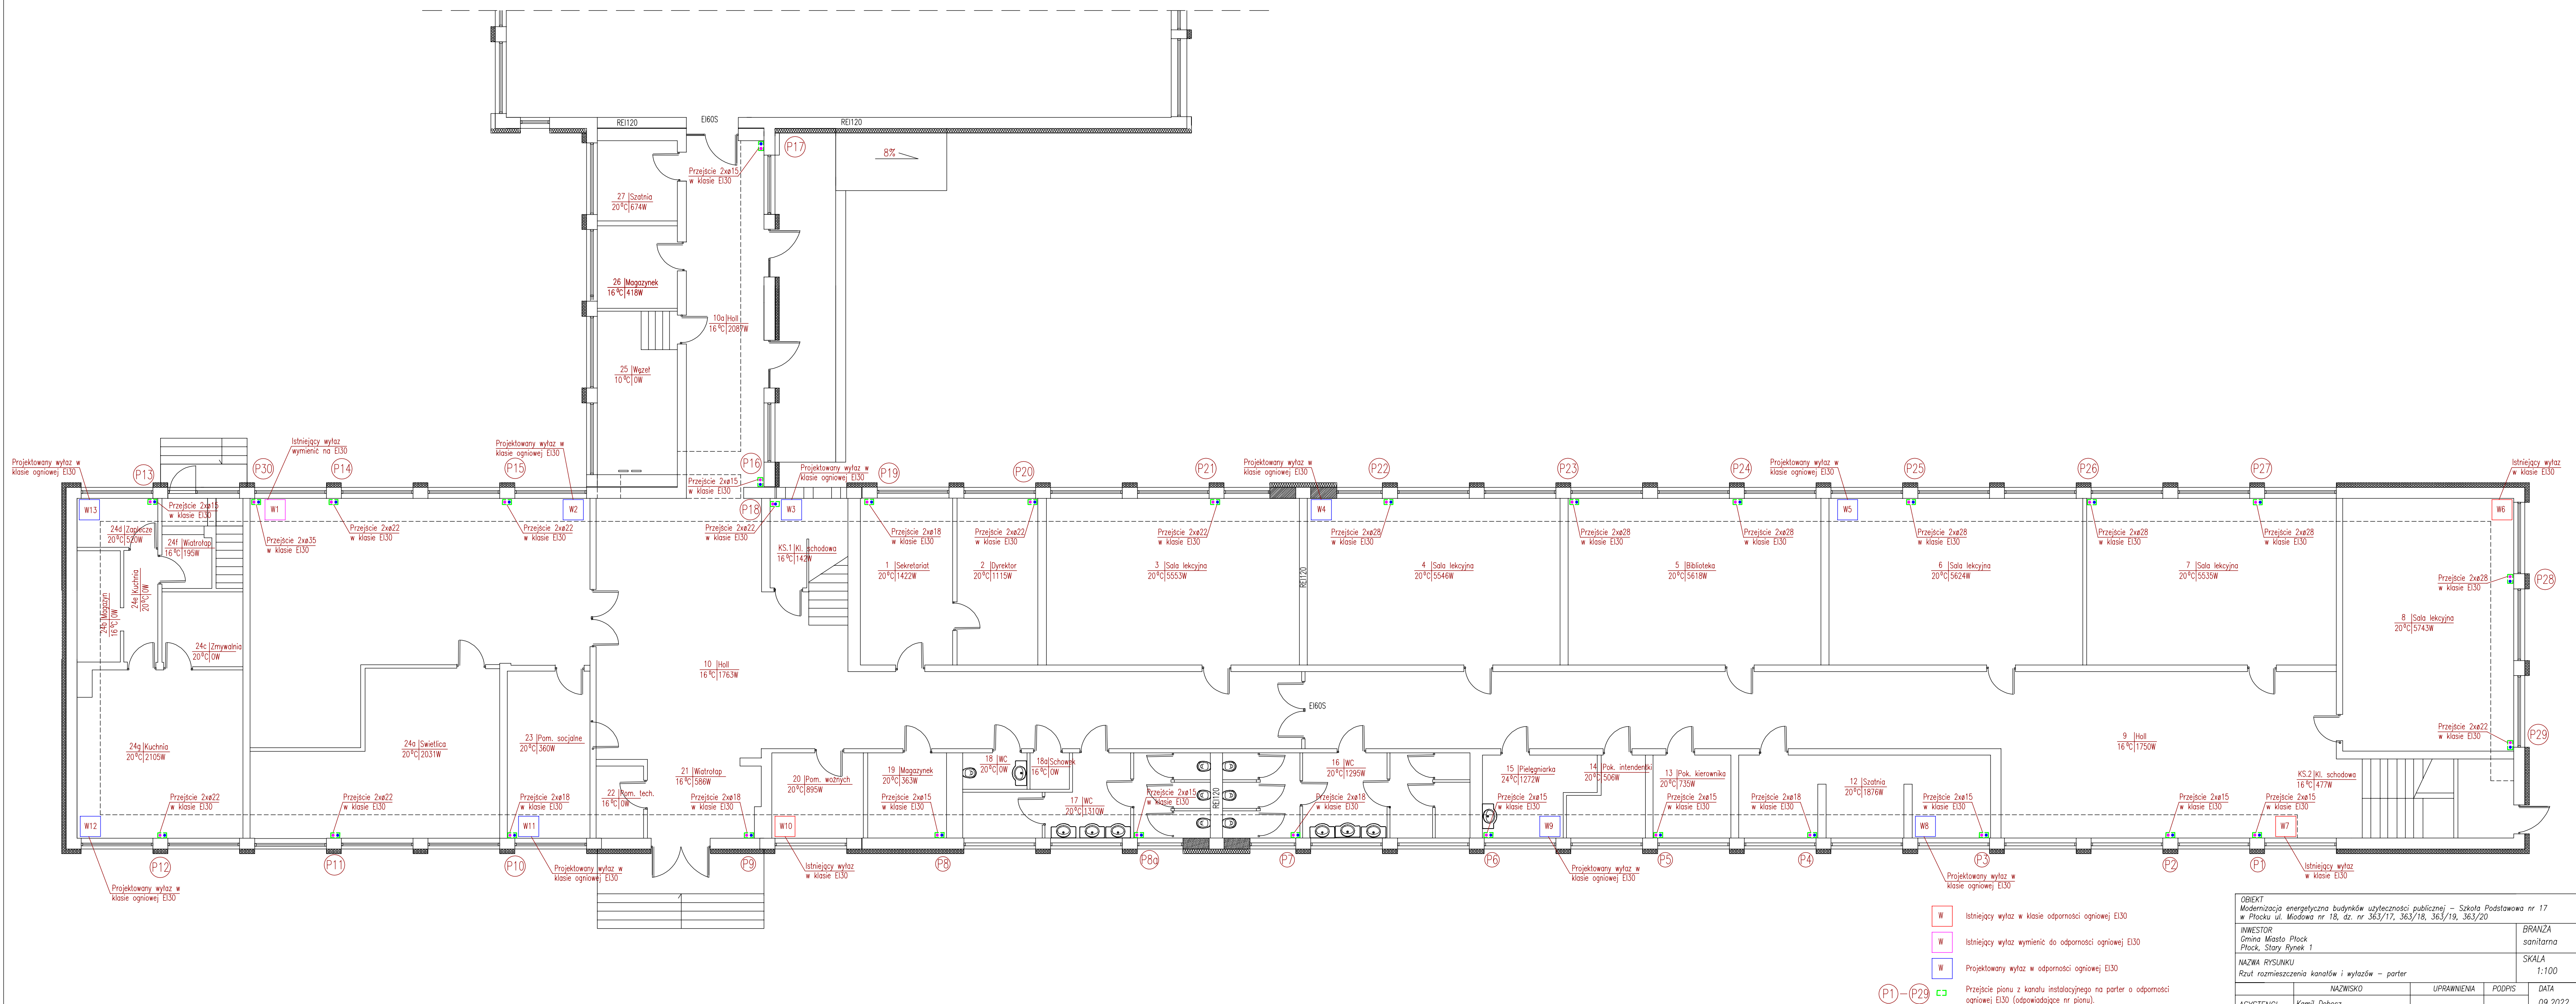 REI120
EI60S
REI120
P17
8%
Przejście 2xø15
w klasie EI30
27 Szatnia
20°C 674W
26 Magazynek
16°C 418W
10a Holl
16°C 2087W
25 Węzeł
10°C 0W
Projektowany wyłaz w
klasie ogniowej EI30
P13
P30
Istniejący wyłaz
wymienić na EI30
P14
P15
Projektowany wyłaz w
klasie ogniowej EI30
P16
Przejście 2xø15
w klasie EI30
P18
Projektowany wyłaz w
klasie ogniowej EI30
P19
P20
P21
Projektowany wyłaz w
klasie ogniowej EI30
P22
P23
P24
Projektowany wyłaz w
klasie ogniowej EI30
P25
P26
P27
Istniejący wyłaz
w klasie EI30
W13
W1
W2
W3
W4
W5
W6
Przejście 2xø15
w klasie EI30
Przejście 2xø35
w klasie EI30
Przejście 2xø22
w klasie EI30
Przejście 2xø22
w klasie EI30
Przejście 2xø22
w klasie EI30
Przejście 2xø18
w klasie EI30
Przejście 2xø22
w klasie EI30
Przejście 2xø22
w klasie EI30
Przejście 2xø28
w klasie EI30
Przejście 2xø28
w klasie EI30
Przejście 2xø28
w klasie EI30
Przejście 2xø28
w klasie EI30
Przejście 2xø28
w klasie EI30
Przejście 2xø28
w klasie EI30
24d Zaplecze
20°C 520W
24f Wiatrołap
16°C 195W
24e Kuchnia
20°C 0W
Magazyn
16°C 0W
24c Zmywalnia
20°C 0W
KS.1 Kl. schodowa
16°C 142W
1 Sekretariat
20°C 1422W
2 Dyrektor
20°C 1115W
3 Sala lekcyjna
20°C 5553W
REI120
4 Sala lekcyjna
20°C 5546W
5 Biblioteka
20°C 5618W
6 Sala lekcyjna
20°C 5624W
7 Sala lekcyjna
20°C 5535W
Przejście 2xø28
w klasie EI30
P28
8 Sala lekcyjna
20°C 5743W
10 Holl
16°C 1763W
EI60S
24g Kuchnia
20°C 2105W
24a Świetlica
20°C 2031W
23 Pom. socjalne
20°C 360W
21 Wiatrołap
16°C 586W
22 Pom. tech.
16°C 0W
20 Pom. woźnych
20°C 895W
19 Magazynek
20°C 363W
18 WC
20°C 0W
18a Schowek
16°C 0W
17 WC
20°C 1310W
REI120
16 WC
20°C 1295W
15 Pielęgniarka
24°C 1272W
14 Pok. intendentki
20°C 506W
13 Pok. kierownika
20°C 735W
12 Szatnia
20°C 1876W
9 Holl
16°C 1750W
Przejście 2xø22
w klasie EI30
P29
KS.2 Kl. schodowa
16°C 477W
Przejście 2xø22
w klasie EI30
Przejście 2xø22
w klasie EI30
Przejście 2xø18
w klasie EI30
Przejście 2xø18
w klasie EI30
Przejście 2xø15
w klasie EI30
Przejście 2xø15
w klasie EI30
Przejście 2xø18
w klasie EI30
Przejście 2xø15
w klasie EI30
Przejście 2xø15
w klasie EI30
Przejście 2xø18
w klasie EI30
Przejście 2xø15
w klasie EI30
Przejście 2xø15
w klasie EI30
Przejście 2xø15
w klasie EI30
W12
W11
W10
W9
W8
W7
P12
P11
P10
P9
P8
P8a
P7
P6
P5
P4
P3
P2
P1
Projektowany wyłaz w
klasie ogniowej EI30
Projektowany wyłaz w
klasie ogniowej EI30
Istniejący wyłaz
w klasie EI30
Projektowany wyłaz w
klasie ogniowej EI30
Projektowany wyłaz w
klasie ogniowej EI30
Istniejący wyłaz
w klasie EI30
W Istniejący wyłaz w klasie odporności ogniowej EI30
W Istniejący wyłaz wymienić do odporności ogniowej EI30
W Projektowany wyłaz w odporności ogniowej EI30
P1 – P29 Przejście pionu z kanału instalacyjnego na parter o odporności
ogniowej EI30 (odpowiadające nr pionu).
OBIEKT
Modernizacja energetyczna budynków użyteczności publicznej – Szkoła Podstawowa nr 17
w Płocku ul. Miodowa nr 18, dz. nr 363/17, 363/18, 363/19, 363/20
INWESTOR
Gmina Miasto Płock
Płock, Stary Rynek 1
BRANŻA
sanitarna
NAZWA RYSUNKU
Rzut rozmieszczenia kanałów i wyłazów – parter
SKALA
1:100
NAZWISKO UPRAWNIENIA PODPIS DATA
09.2022